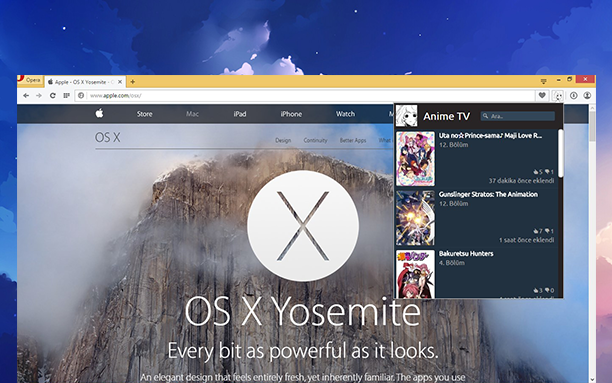 Opera
Apple - OS X Yosemite - O
www.apple.com/osx/
Store
Mac
iPad
iPhone
Watch
M
OS X
Design
Continuity
Better Apps
What
Anime TV
Ara..
Uta no☆Prince-sama♪ Maji Love R...
12. Bölüm
5 1
37 dakika önce eklendi
Gunslinger Stratos: The Animation
12. Bölüm
7 1
1 saat önce eklendi
Bakuretsu Hunters
4. Bölüm
3 0
X
OS X Yosemite
Every bit as powerful as it looks.
An elegant design that feels entirely fresh, yet inherently familiar. The apps you use